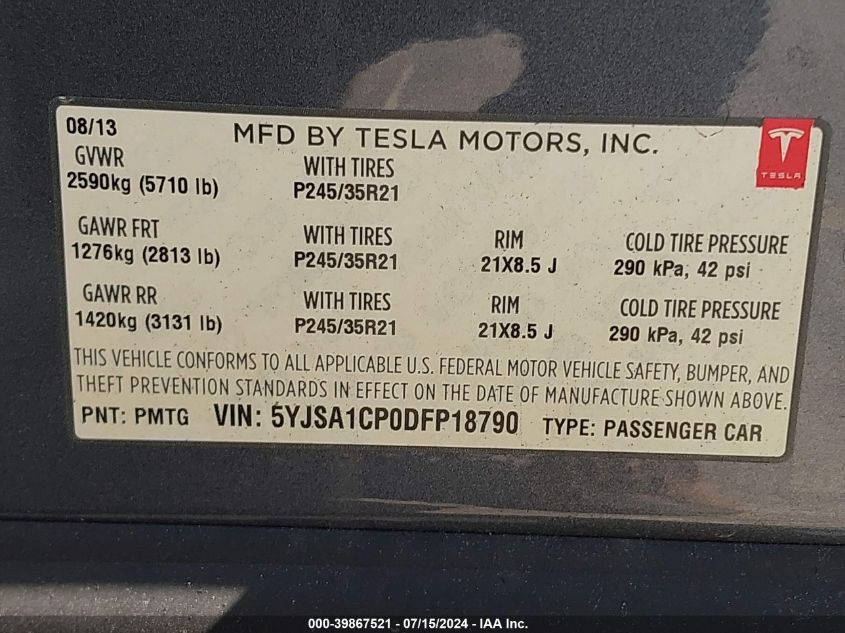 08/13 MFD BY TESLA MOTORS, INC.
TESLA
GVWR WITH TIRES
2590kg (5710 lb) P245/35R21
GAWR FRT WITH TIRES RIM COLD TIRE PRESSURE
1276kg (2813 lb) P245/35R21 21X8.5 J 290 kPa, 42 psi
GAWR RR WITH TIRES RIM COLD TIRE PRESSURE
1420kg (3131 lb) P245/35R21 21X8.5 J 290 kPa, 42 psi
THIS VEHICLE CONFORMS TO ALL APPLICABLE U.S. FEDERAL MOTOR VEHICLE SAFETY, BUMPER, AND
THEFT PREVENTION STANDARDS IN EFFECT ON THE DATE OF MANUFACTURE SHOWN ABOVE.
PNT: PMTG VIN: 5YJSA1CP0DFP18790 TYPE: PASSENGER CAR
000-39867521 - 07/15/2024 - IAA Inc.